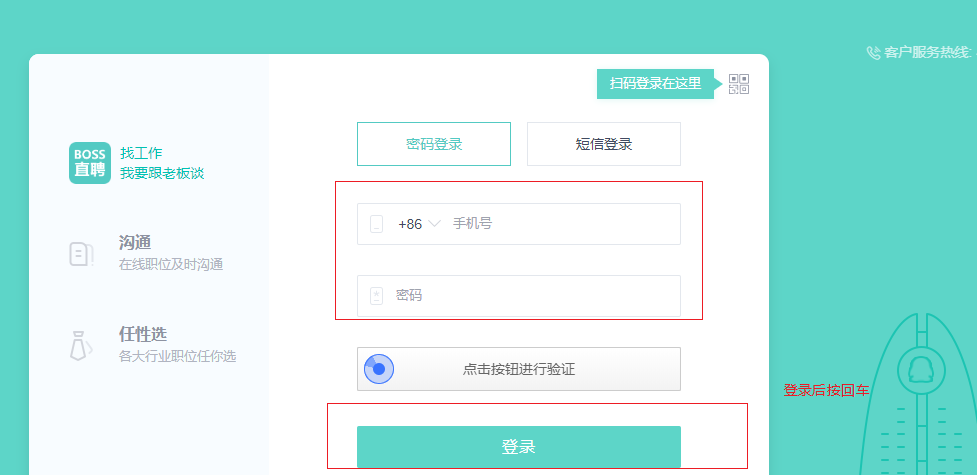 客户服务热线:
扫码登录在这里
BOSS
直聘
找工作
我要跟老板谈
沟通
在线职位及时沟通
任性选
各大行业职位任你选
密码登录
短信登录
+86
手机号
密码
点击按钮进行验证
登录
登录后按回车